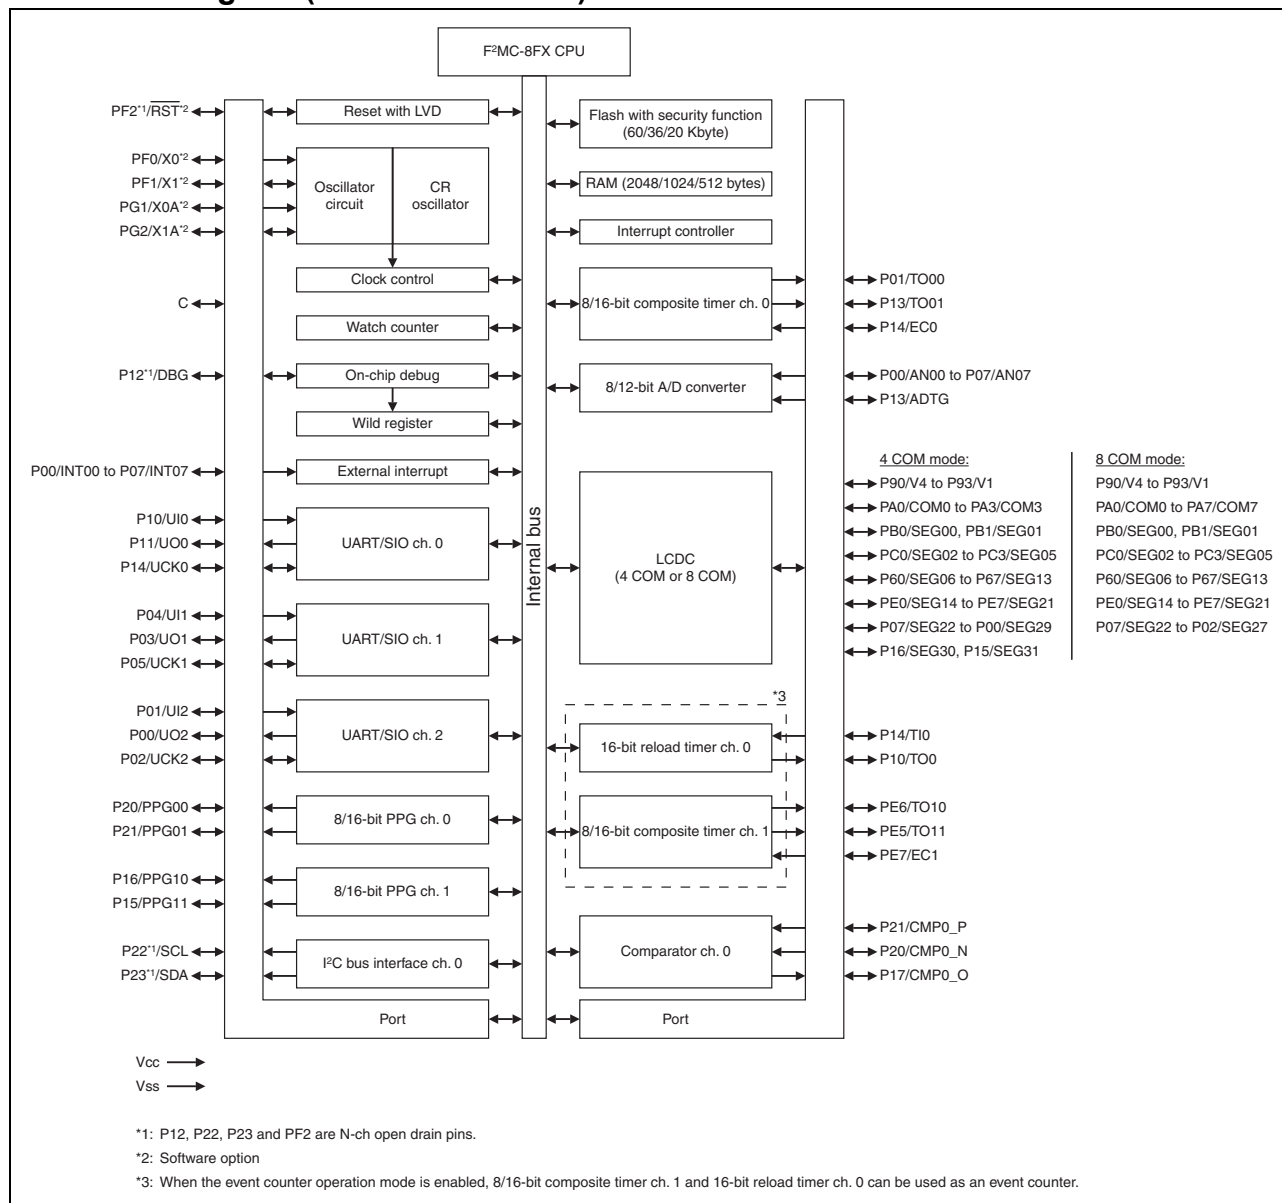 F²MC-8FX CPU
PF2*1/RST*2
Reset with LVD
Flash with security function
(60/36/20 Kbyte)
PF0/X0*2
PF1/X1*2
PG1/X0A*2
PG2/X1A*2
Oscillator
circuit
CR
oscillator
RAM (2048/1024/512 bytes)
Interrupt controller
Clock control
C
Watch counter
8/16-bit composite timer ch. 0
P01/TO00
P13/TO01
P14/EC0
P12*1/DBG
On-chip debug
Wild register
8/12-bit A/D converter
P00/AN00 to P07/AN07
P13/ADTG
P00/INT00 to P07/INT07
External interrupt
Internal bus
P10/UI0
P11/UO0
P14/UCK0
UART/SIO ch. 0
P04/UI1
P03/UO1
P05/UCK1
UART/SIO ch. 1
LCDC
(4 COM or 8 COM)
4 COM mode:
P90/V4 to P93/V1
PA0/COM0 to PA3/COM3
PB0/SEG00, PB1/SEG01
PC0/SEG02 to PC3/SEG05
P60/SEG06 to P67/SEG13
PE0/SEG14 to PE7/SEG21
P07/SEG22 to P00/SEG29
P16/SEG30, P15/SEG31
8 COM mode:
P90/V4 to P93/V1
PA0/COM0 to PA7/COM7
PB0/SEG00, PB1/SEG01
PC0/SEG02 to PC3/SEG05
P60/SEG06 to P67/SEG13
PE0/SEG14 to PE7/SEG21
P07/SEG22 to P02/SEG27
P01/UI2
P00/UO2
P02/UCK2
UART/SIO ch. 2
*3
16-bit reload timer ch. 0
P14/TI0
P10/TO0
P20/PPG00
P21/PPG01
8/16-bit PPG ch. 0
8/16-bit composite timer ch. 1
PE6/TO10
PE5/TO11
PE7/EC1
P16/PPG10
P15/PPG11
8/16-bit PPG ch. 1
P22*1/SCL
P23*1/SDA
I²C bus interface ch. 0
Comparator ch. 0
P21/CMP0_P
P20/CMP0_N
P17/CMP0_O
Port
Port
Vcc
Vss
*1: P12, P22, P23 and PF2 are N-ch open drain pins.
*2: Software option
*3: When the event counter operation mode is enabled, 8/16-bit composite timer ch. 1 and 16-bit reload timer ch. 0 can be used as an event counter.